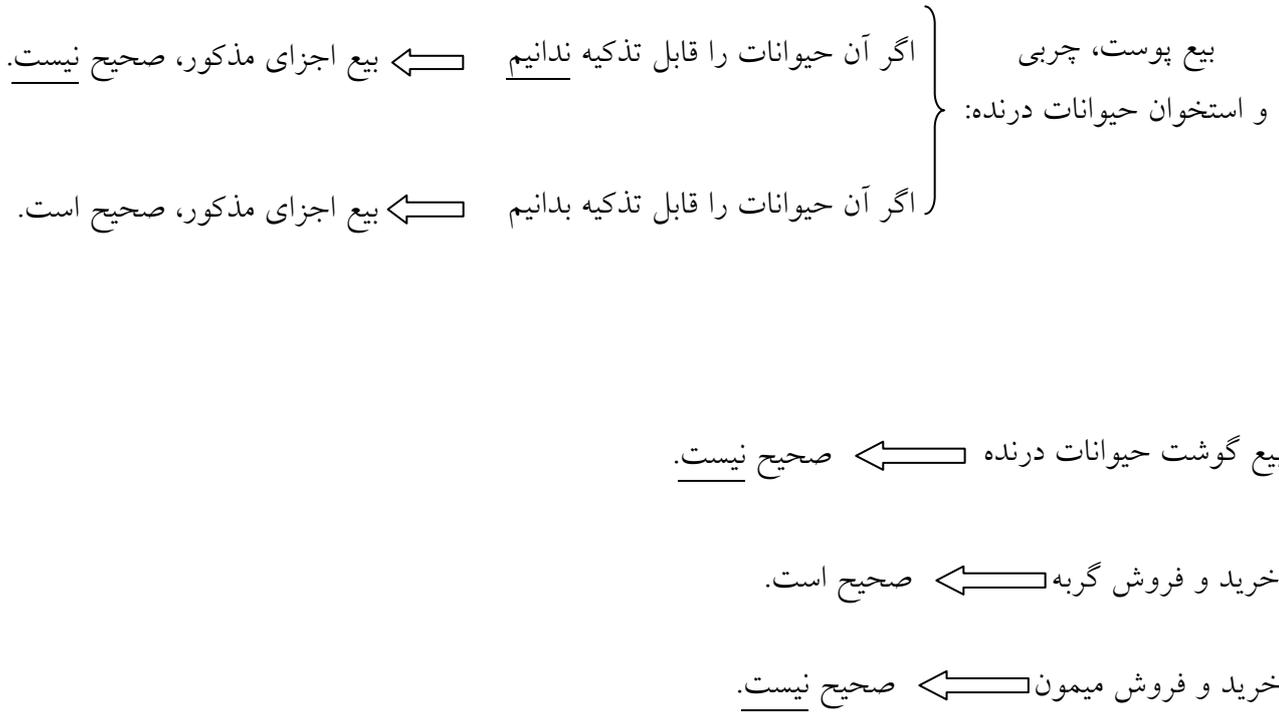 بیع پوست، چربی
و استخوان حیوانات درنده:
اگر آن حیوانات را قابل تذکیه ندانیم بیع اجزای مذکور، صحیح نیست.
اگر آن حیوانات را قابل تذکیه بدانیم بیع اجزای مذکور، صحیح است.
بیع گوشت حیوانات درنده صحیح نیست.
خرید و فروش گربه صحیح است.
خرید و فروش میمون صحیح نیست.